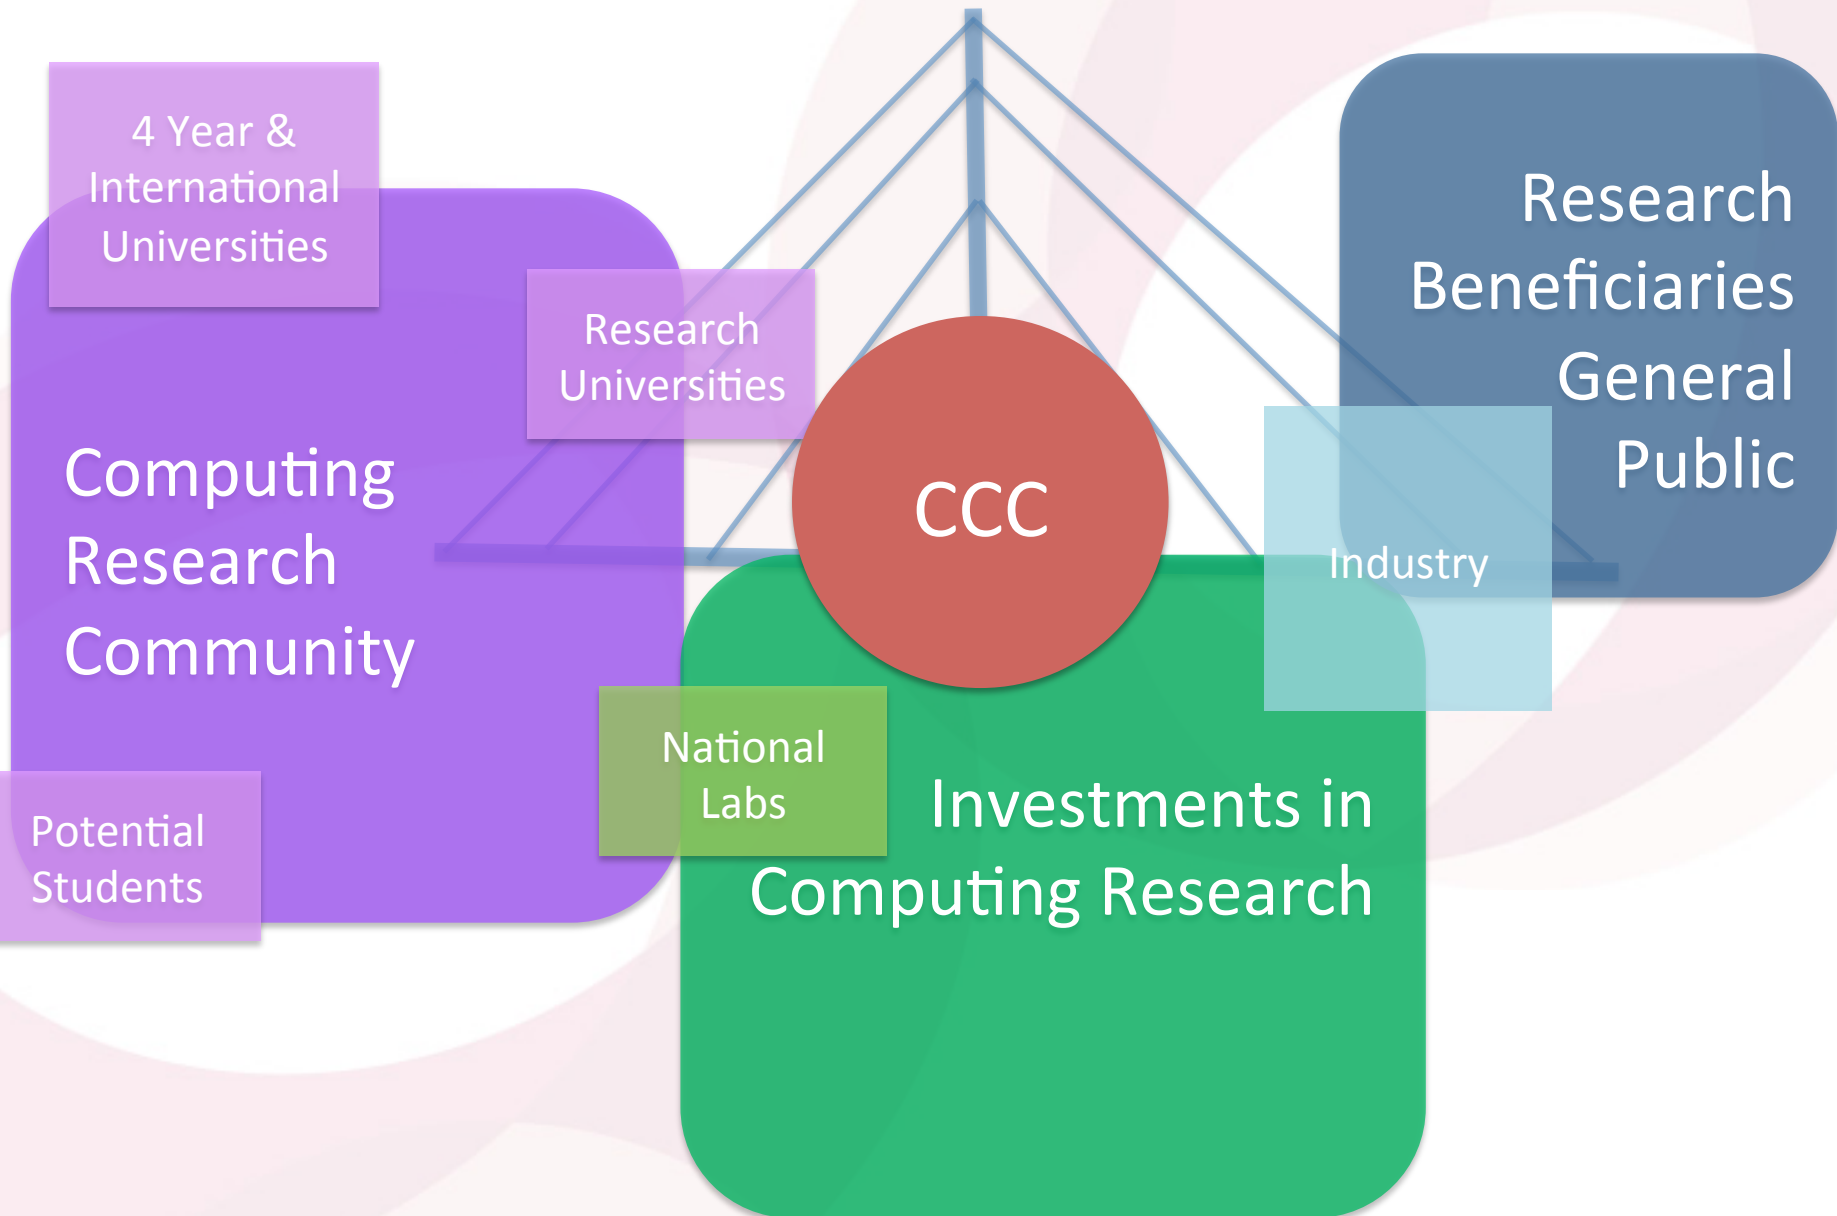 4 Year &
International
Universities
Research
Universities
Computing
Research
Community
Potential
Students
CCC
National
Labs
Investments in
Computing Research
Research
Beneficiaries
General
Public
Industry